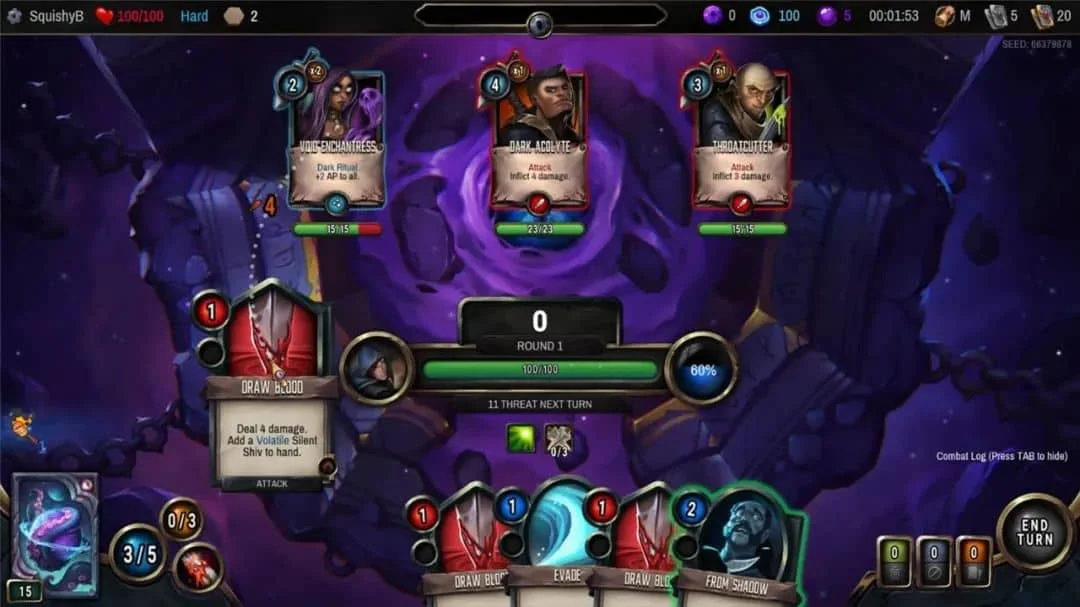 SquishyB 100/100 Hard 2 0 100 5 00:01:53 M 5 20
SEED: 66379878
2 x2 4 x1 3 x1
VOID ENCHANTRESS DARK ACOLYTE THROATCUTTER
Dark Ritual. Attack Attack
+2 AP to all. Inflict 4 damage. Inflict 3 damage.
4
15/15 23/23 15/15
1
0
ROUND 1
100/100
60%
DRAW BLOOD
11 THREAT NEXT TURN
Deal 4 damage.
Add a Volatile Silent
Shiv to hand.
0/3
Combat Log (Press TAB to hide)
ATTACK
1 1 1 2
0/3
3/5
END
TURN
0 0 0
DRAW BLOO EVADE DRAW BLO FROM SHADOW
15